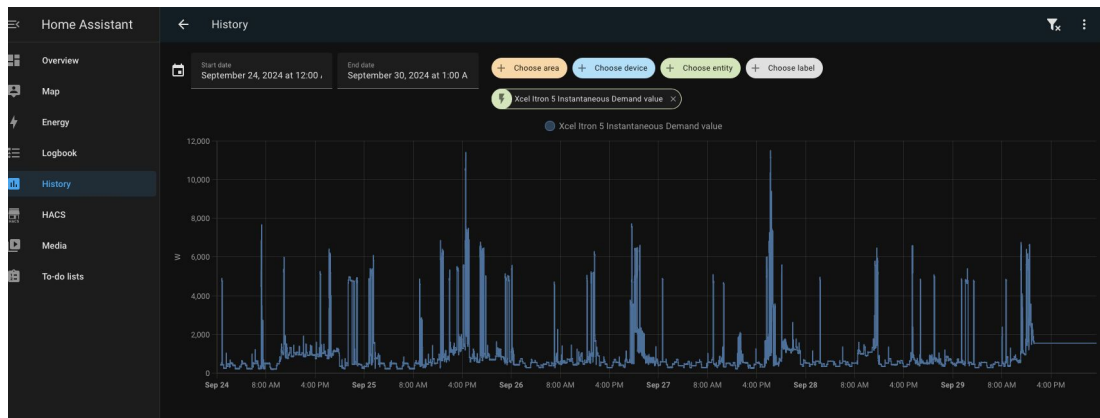 Home Assistant
History
Overview
Map
Energy
Logbook
History
HACS
Media
To-do lists
Start date
September 24, 2024 at 12:00
End date
September 30, 2024 at 1:00 A
+ Choose area
+ Choose device
+ Choose entity
+ Choose label
Xcel Itron 5 Instantaneous Demand value ×
Xcel Itron 5 Instantaneous Demand value
W
12,000
10,000
8,000
6,000
4,000
2,000
0
Sep 24 8:00 AM 4:00 PM Sep 25 8:00 AM 4:00 PM Sep 26 8:00 AM 4:00 PM Sep 27 8:00 AM 4:00 PM Sep 28 8:00 AM 4:00 PM Sep 29 8:00 AM 4:00 PM